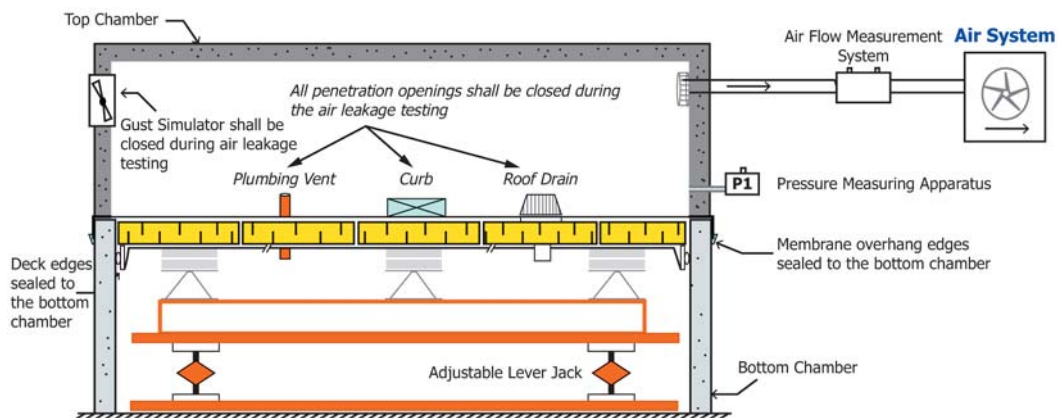 Top Chamber
Air Flow Measurement
System
Air System
All penetration openings shall be closed during
the air leakage testing
Gust Simulator shall be
closed during air leakage
testing
Plumbing Vent
Curb
Roof Drain
P1
Pressure Measuring Apparatus
Membrane overhang edges
sealed to the bottom chamber
Deck edges
sealed to
the bottom
chamber
Adjustable Lever Jack
Bottom Chamber